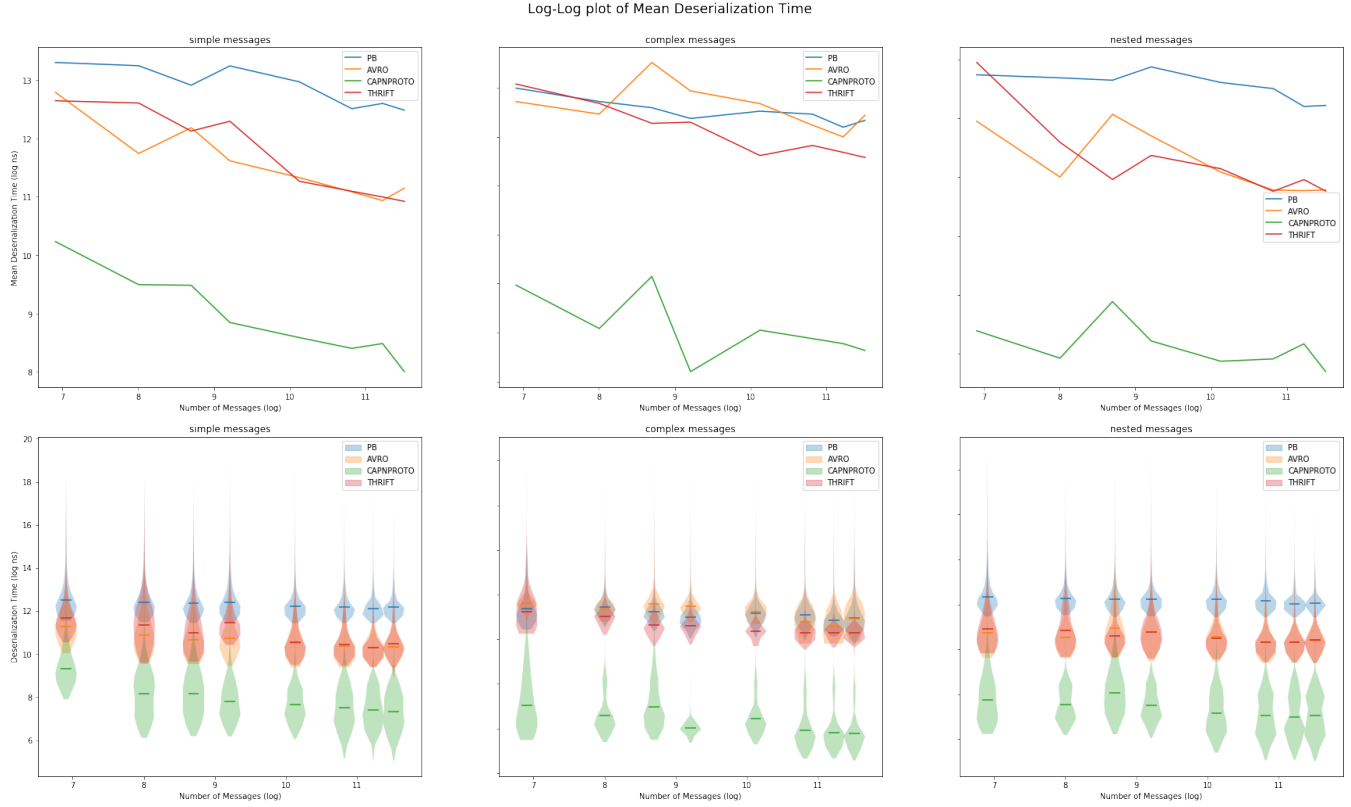 Log-Log plot of Mean Deserialization Time
simple messages
13
12
11
10
9
8
Mean Deserialization Time (log ns)
PB
AVRO
CAPNPROTO
THRIFT
7 8 9 10 11
Number of Messages (log)
complex messages
PB
AVRO
CAPNPROTO
THRIFT
7 8 9 10 11
Number of Messages (log)
nested messages
PB
AVRO
CAPNPROTO
THRIFT
7 8 9 10 11
Number of Messages (log)
simple messages
20
18
16
14
12
10
8
6
Deserialization Time (log ns)
PB
AVRO
CAPNPROTO
THRIFT
7 8 9 10 11
Number of Messages (log)
complex messages
PB
AVRO
CAPNPROTO
THRIFT
7 8 9 10 11
Number of Messages (log)
nested messages
PB
AVRO
CAPNPROTO
THRIFT
7 8 9 10 11
Number of Messages (log)